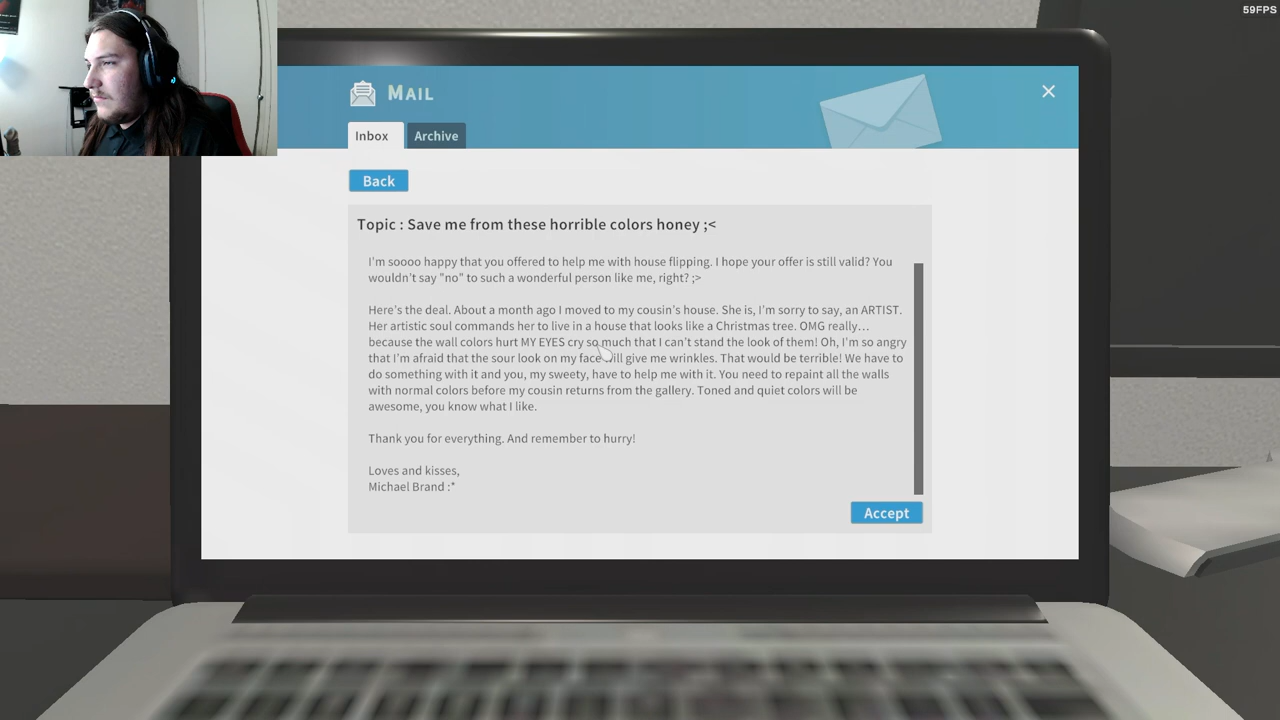 59FPS
MAIL
Inbox
Archive
Back
Topic : Save me from these horrible colors honey ;<
I'm soooo happy that you offered to help me with house flipping. I hope your offer is still valid? You
wouldn't say "no" to such a wonderful person like me, right? ;>
Here's the deal. About a month ago I moved to my cousin's house. She is, I'm sorry to say, an ARTIST.
Her artistic soul commands her to live in a house that looks like a Christmas tree. OMG really...
because the wall colors hurt MY EYES cry so much that I can't stand the look of them! Oh, I'm so angry
that I'm afraid that the sour look on my face will give me wrinkles. That would be terrible! We have to
do something with it and you, my sweety, have to help me with it. You need to repaint all the walls
with normal colors before my cousin returns from the gallery. Toned and quiet colors will be
awesome, you know what I like.
Thank you for everything. And remember to hurry!
Loves and kisses,
Michael Brand :*
Accept